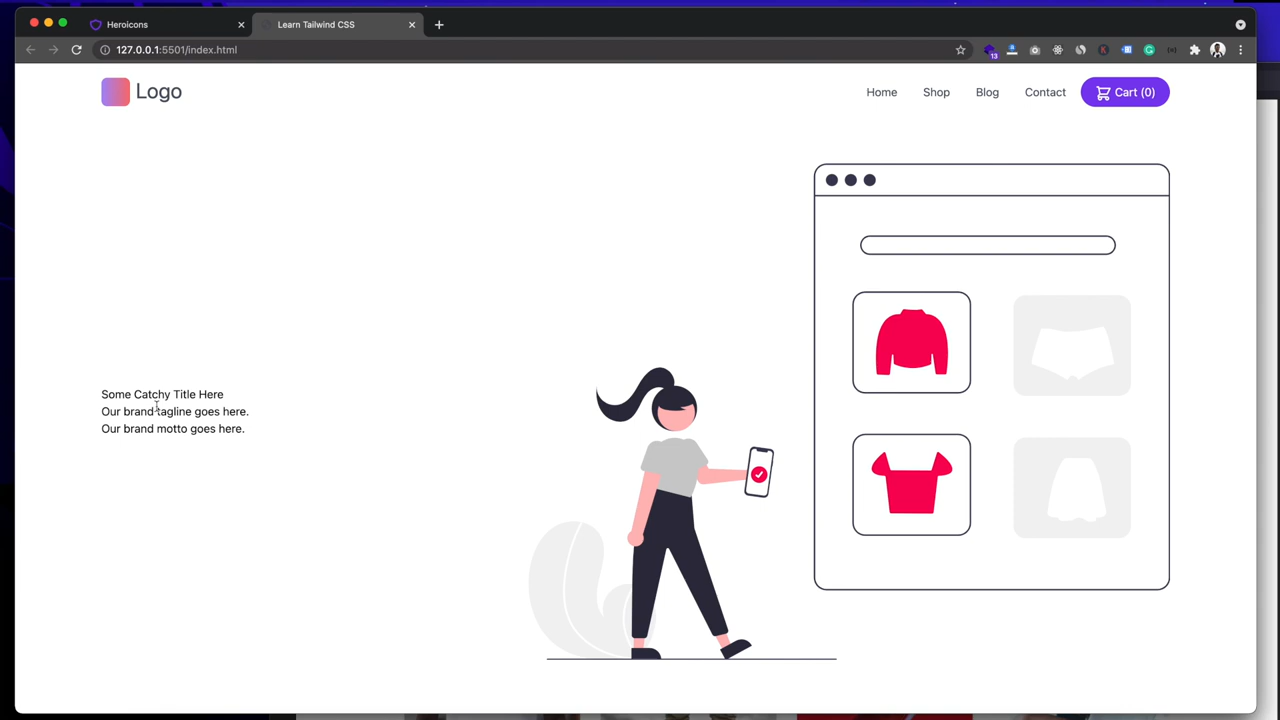 Heroicons
Learn Tailwind CSS
127.0.0.1:5501/index.html
13
Logo
Home
Shop
Blog
Contact
Cart (0)
Some Catchy Title Here
Our brand tagline goes here.
Our brand motto goes here.